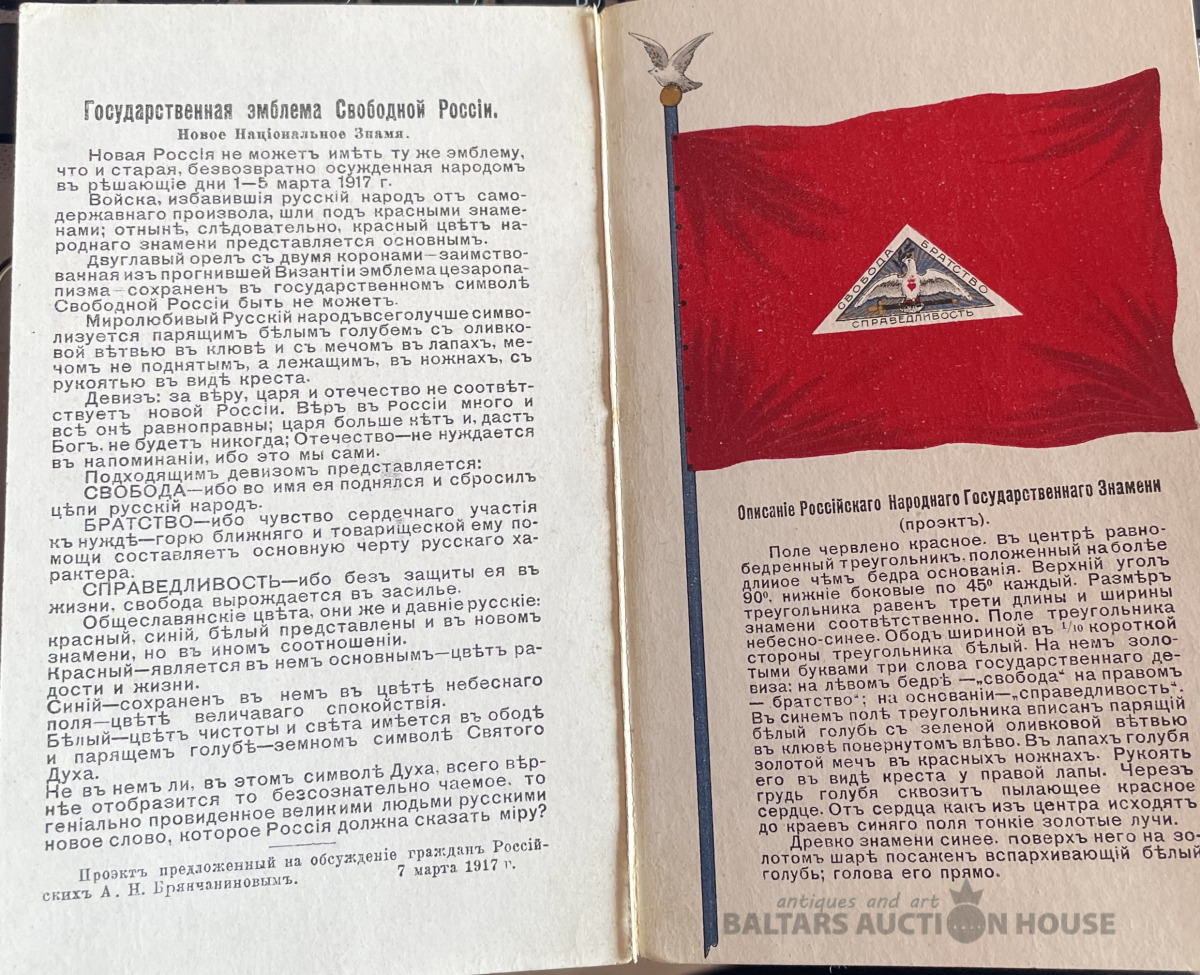 Государственная эмблема Свободной Россіи.
Новое Національкое Знамя.
Новая Россія не можетъ имѣть ту же эмблему,
что и старая, безвозвратно осужденная народомъ
въ рѣшающіе дни 1—5 марта 1917 г.
Войска, избавившія русскій народъ отъ само-
державнаго произвола, шли подъ красными знаме-
нами; отнынѣ, слѣдовательно, красный цвѣтъ на-
роднаго знамени представляется основнымъ.
Двуглавый орелъ съ двумя коронами—заимство-
ванная изъ прогнившей Византіи эмблема цезаропа-
пизма—сохраненъ въ государственномъ символѣ
Свободной Россіи быть не можетъ.
Миролюбивый Русскій народъвсеголучшесимво-
лизуется парящимъ бѣлымъ голубемъ съ оливко-
вой вѣтвью въ клювѣ и съ мечомъ въ лапахъ, ме-
чомъ не поднятымъ, а лежащимъ, въ ножнахъ, съ
рукоятью въ видѣ креста.
Девизъ: за вѣру, царя и отечество не соотвѣт-
ствуетъ новой Россіи. Вѣръ въ Россіи много и
всѣ онѣ равноправны; царя больше кѣтъ и, дастъ
Богъ, не будетъ никогда; Отечество—не нуждается
въ напоминаніи, ибо это мы сами.
Подходящимъ девизомъ представляется:
СВОБОДА—ибо во имя ея поднялся и сбросилъ
цѣпи русскій народъ.
БРАТСТВО—ибо чувство сердечнаго участія
къ нуждѣ—горю ближняго и товарищеской ему по-
мощи составляетъ основную черту русскаго ха-
рактера.
СПРАВЕДЛИВОСТЬ—ибо безъ защиты ея въ
жизни, свобода вырождается въ засилье.
Общеславянскіе цвѣта, они же и давніе русскіе:
красный, синій, бѣлый представлены и въ новомъ
знамени, но въ иномъ соотношеніи.
Красный—является въ немъ основнымъ—цвѣтъ ра-
дости и жизни.
Синій—сохраненъ въ немъ въ цвѣтѣ небеснаго
поля—цвѣтѣ величаваго спокойствія.
Бѣлый—цвѣтъ чистоты и свѣта имѣется въ ободѣ
и парящемъ голубѣ—земномъ символѣ Святого
Духа.
Не въ немъ ли, въ этомъ символѣ Духа, всего вѣр-
нѣе отобразится то безсознательно чаемое, то
геніально провиденное великими людьми русскими
новое слово, которое Россія должна сказать міру?
Проэктъ предложенный на обсужденіе гражданъ Россій-
скихъ А. Н. Брянчаниновымъ. 7 марта 1917 г.
СВОБОДА
БРАТСТВО
СПРАВЕДЛИВОСТЬ
Описаніе Россійскаго Народнаго Государственнаго Знамени
(проэктъ).
Поле червлено красное. въ центрѣ равно-
бедренный треугольникъ, положенный на болѣе
длиное чѣмъ бедра основанія. Верхній уголъ
90⁰, нижніе боковые по 45⁰ каждый. Размѣръ
треугольника равенъ трети длины и ширины
знамени соотвѣтственно. Поле треугольника
небесно-синее. Ободъ шириной въ 1/10 короткой
стороны треугольника бѣлый. На немъ золо-
тыми буквами три слова государственнаго де-
виза: на лѣвомъ бедрѣ —„свобода“ на правомъ
— братство“; на основаніи—„справедливость“.
Въ синемъ полѣ треугольника вписанъ парящій
бѣлый голубь съ зеленой оливковой вѣтвью
въ клювѣ повернутомъ влѣво. Въ лапахъ голубя
золотой мечъ въ красныхъ ножнахъ. Рукоять
его въ видѣ креста у правой лапы. Черезъ
грудь голубя сквозитъ пылающее красное
сердце. Отъ сердца какъ изъ центра исходятъ
до краевъ синяго поля тонкіе золотые лучи.
Древко знамени синее. поверхъ него на зо-
лотомъ шарѣ посаженъ вспархивающій бѣлый
голубь; голова его прямо.
antiques and art
BALTARS AUCTION HOUSE